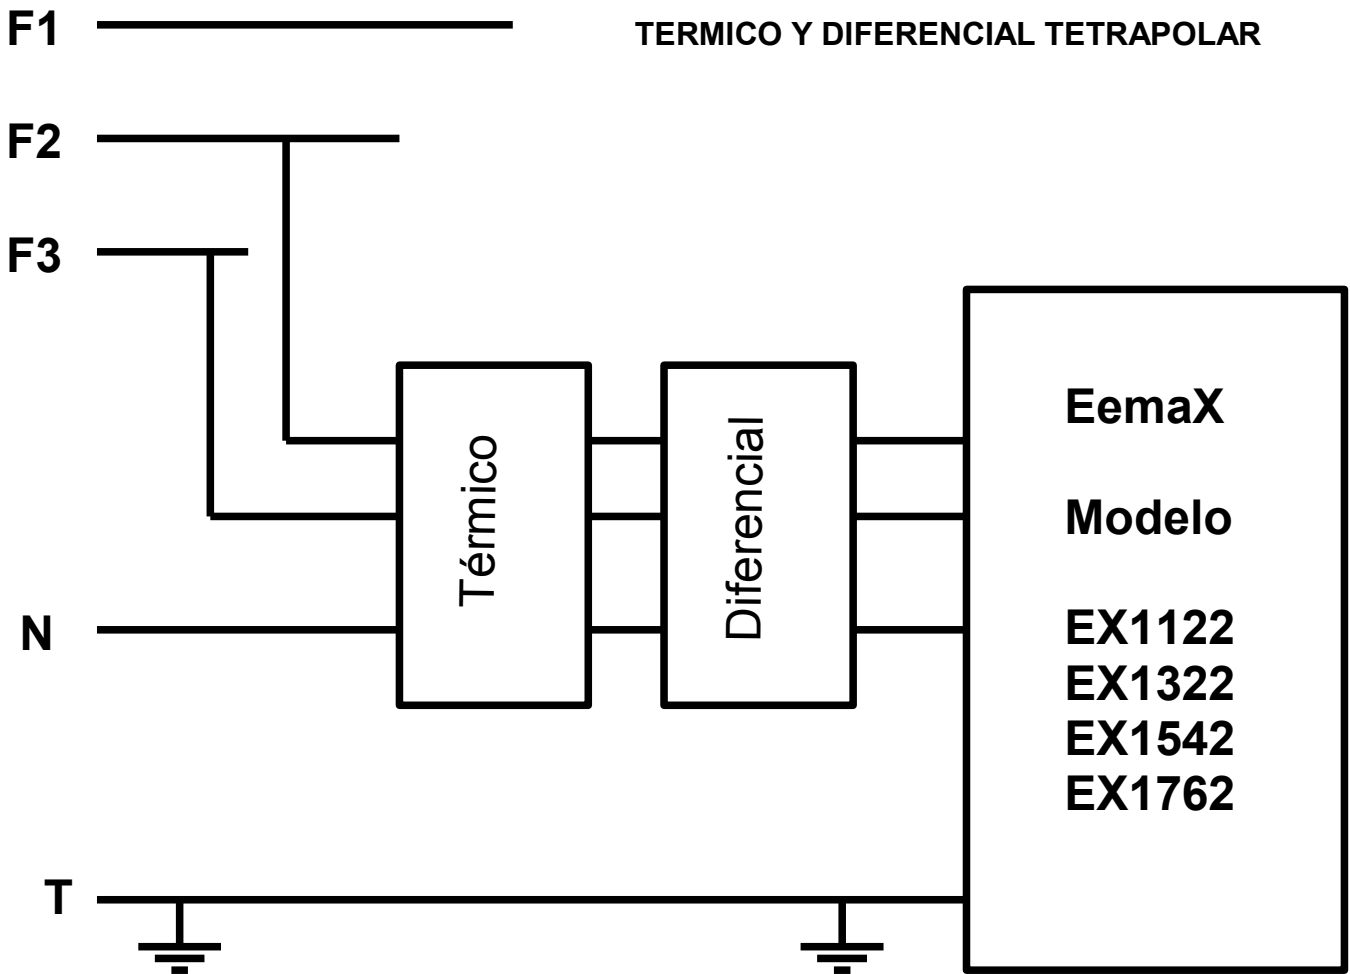 F1
TERMICO Y DIFERENCIAL TETRAPOLAR
F2
F3
EemaX
Térmico
Diferencial
Modelo
EX1122
N
EX1322
EX1542
EX1762
T